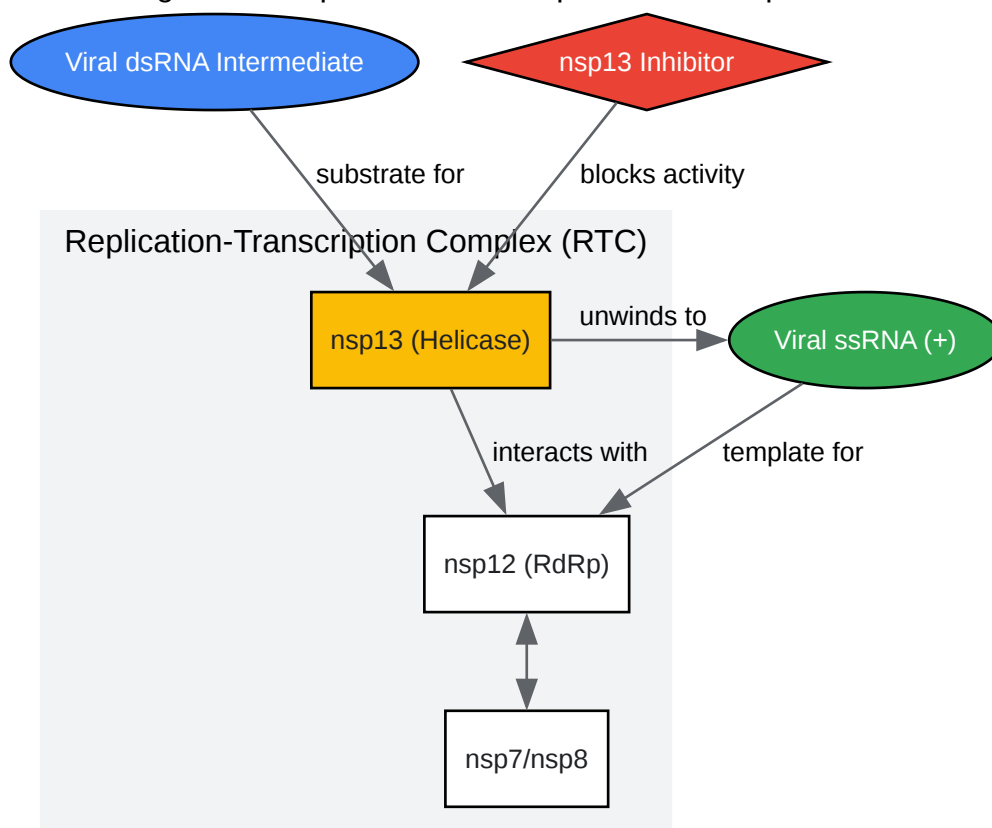 Viral dsRNA Intermediate
nsp13 Inhibitor
substrate for
blocks activity
Replication-Transcription Complex (RTC)
nsp13 (Helicase)
unwinds to
Viral ssRNA (+)
interacts with
template for
nsp12 (RdRp)
nsp7/nsp8